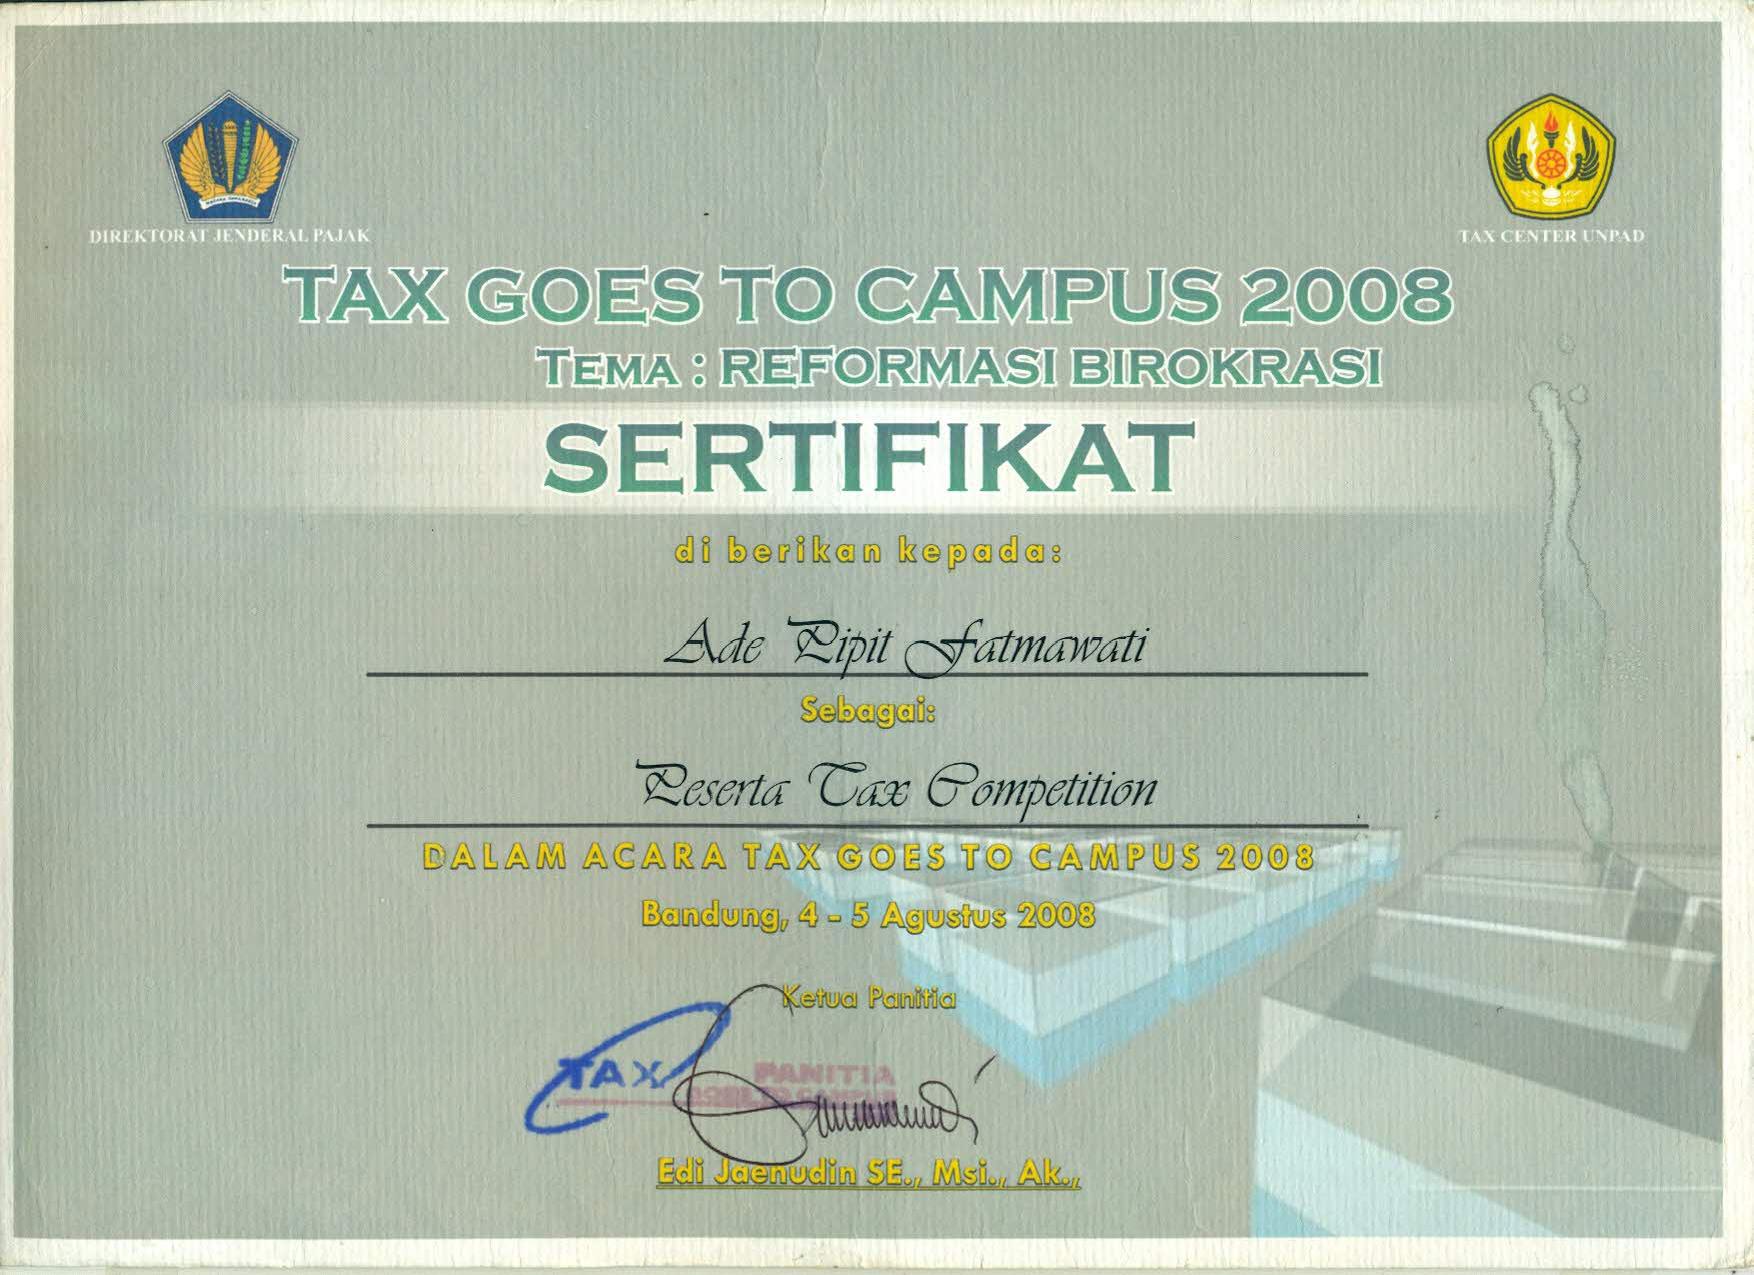 DIREKTORAT JENDERAL PAJAK
TAX CENTER UNPAD
TAX GOES TO CAMPUS 2008
TEMA : REFORMASI BIROKRASI
SERTIFIKAT
di berikan kepada:
Ade Pipit Fatmawati
Sebagai:
Peserta Tax Competition
DALAM ACARA TAX GOES TO CAMPUS 2008
Bandung, 4 - 5 Agustus 2008
Ketua Panitia
TAX PANITIA
Edi Jaenudin SE., Msi., Ak.,